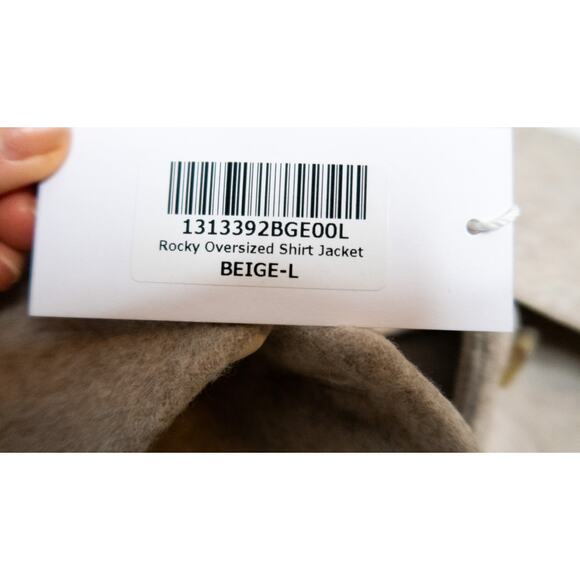 1313392BGE00L
Rocky Oversized Shirt Jacket
BEIGE-L